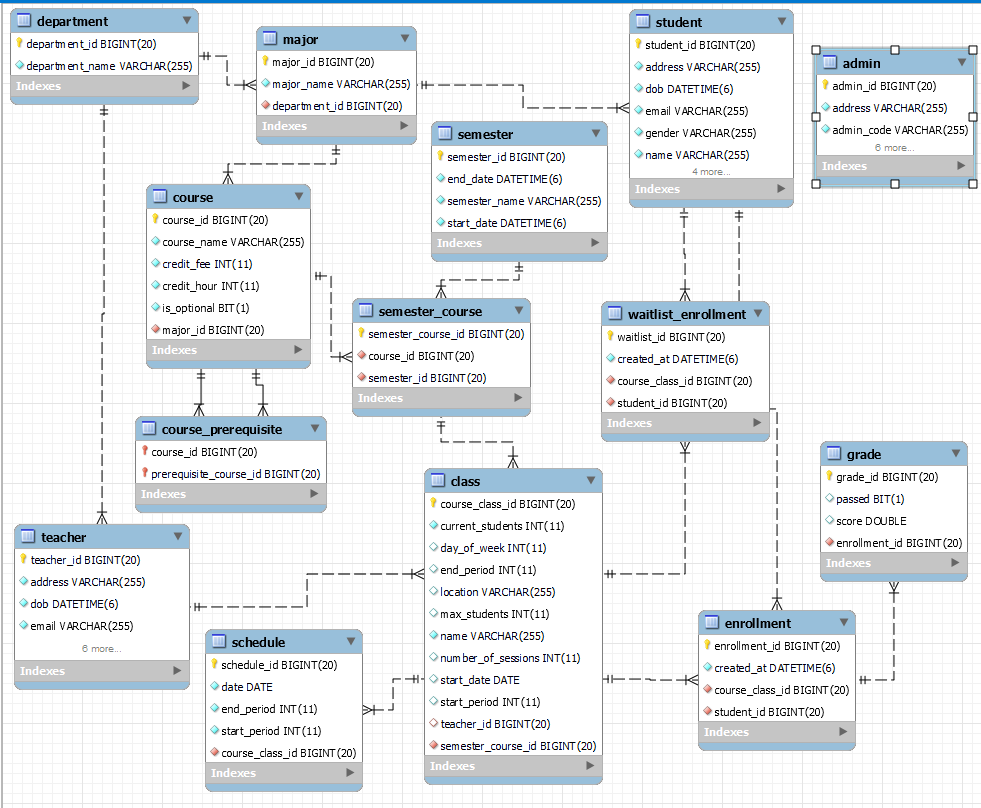 department
department_id BIGINT(20)
department_name VARCHAR(255)
Indexes
major
major_id BIGINT(20)
major_name VARCHAR(255)
department_id BIGINT(20)
Indexes
student
student_id BIGINT(20)
address VARCHAR(255)
dob DATETIME(6)
email VARCHAR(255)
gender VARCHAR(255)
name VARCHAR(255)
4 more...
Indexes
admin
admin_id BIGINT(20)
address VARCHAR(255)
admin_code VARCHAR(255)
6 more...
Indexes
semester
semester_id BIGINT(20)
end_date DATETIME(6)
semester_name VARCHAR(255)
start_date DATETIME(6)
Indexes
course
course_id BIGINT(20)
course_name VARCHAR(255)
credit_fee INT(11)
credit_hour INT(11)
is_optional BIT(1)
major_id BIGINT(20)
Indexes
semester_course
semester_course_id BIGINT(20)
course_id BIGINT(20)
semester_id BIGINT(20)
Indexes
waitlist_enrollment
waitlist_id BIGINT(20)
created_at DATETIME(6)
course_class_id BIGINT(20)
student_id BIGINT(20)
Indexes
course_prerequisite
course_id BIGINT(20)
prerequisite_course_id BIGINT(20)
Indexes
class
course_class_id BIGINT(20)
current_students INT(11)
day_of_week INT(11)
end_period INT(11)
location VARCHAR(255)
max_students INT(11)
name VARCHAR(255)
number_of_sessions INT(11)
start_date DATE
start_period INT(11)
teacher_id BIGINT(20)
semester_course_id BIGINT(20)
Indexes
grade
grade_id BIGINT(20)
passed BIT(1)
score DOUBLE
enrollment_id BIGINT(20)
Indexes
teacher
teacher_id BIGINT(20)
address VARCHAR(255)
dob DATETIME(6)
email VARCHAR(255)
6 more...
Indexes
schedule
schedule_id BIGINT(20)
date DATE
end_period INT(11)
start_period INT(11)
course_class_id BIGINT(20)
Indexes
enrollment
enrollment_id BIGINT(20)
created_at DATETIME(6)
course_class_id BIGINT(20)
student_id BIGINT(20)
Indexes